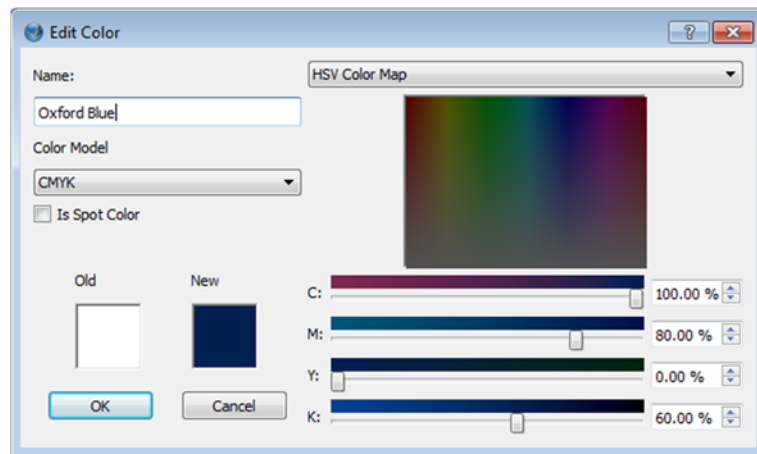 Edit Color
Name:
HSV Color Map
Oxford Blue
Color Model
CMYK
Is Spot Color
Old
New
C:
100.00 %
M:
80.00 %
Y:
0.00 %
K:
60.00 %
OK
Cancel